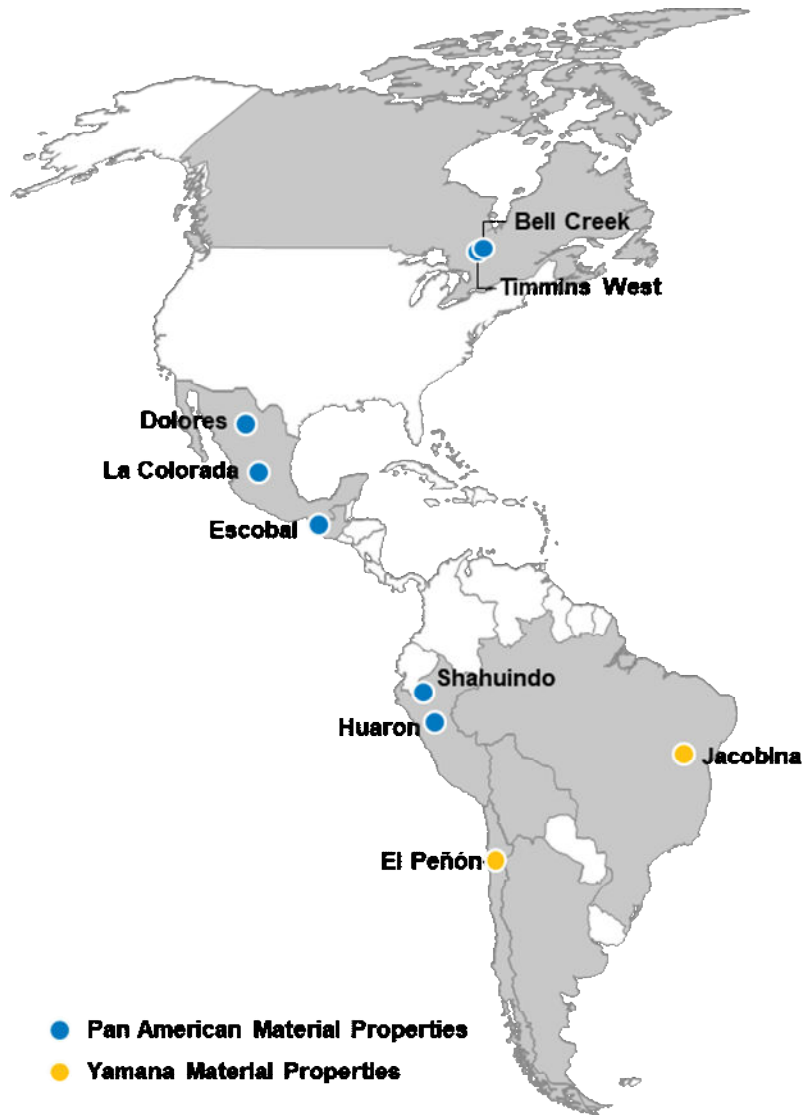 Bell Creek
Timmins West
Dolores
La Colorada
Escobal
Shahuindo
Huaron
Jacobina
El Peñón
Pan American Material Properties
Yamana Material Properties